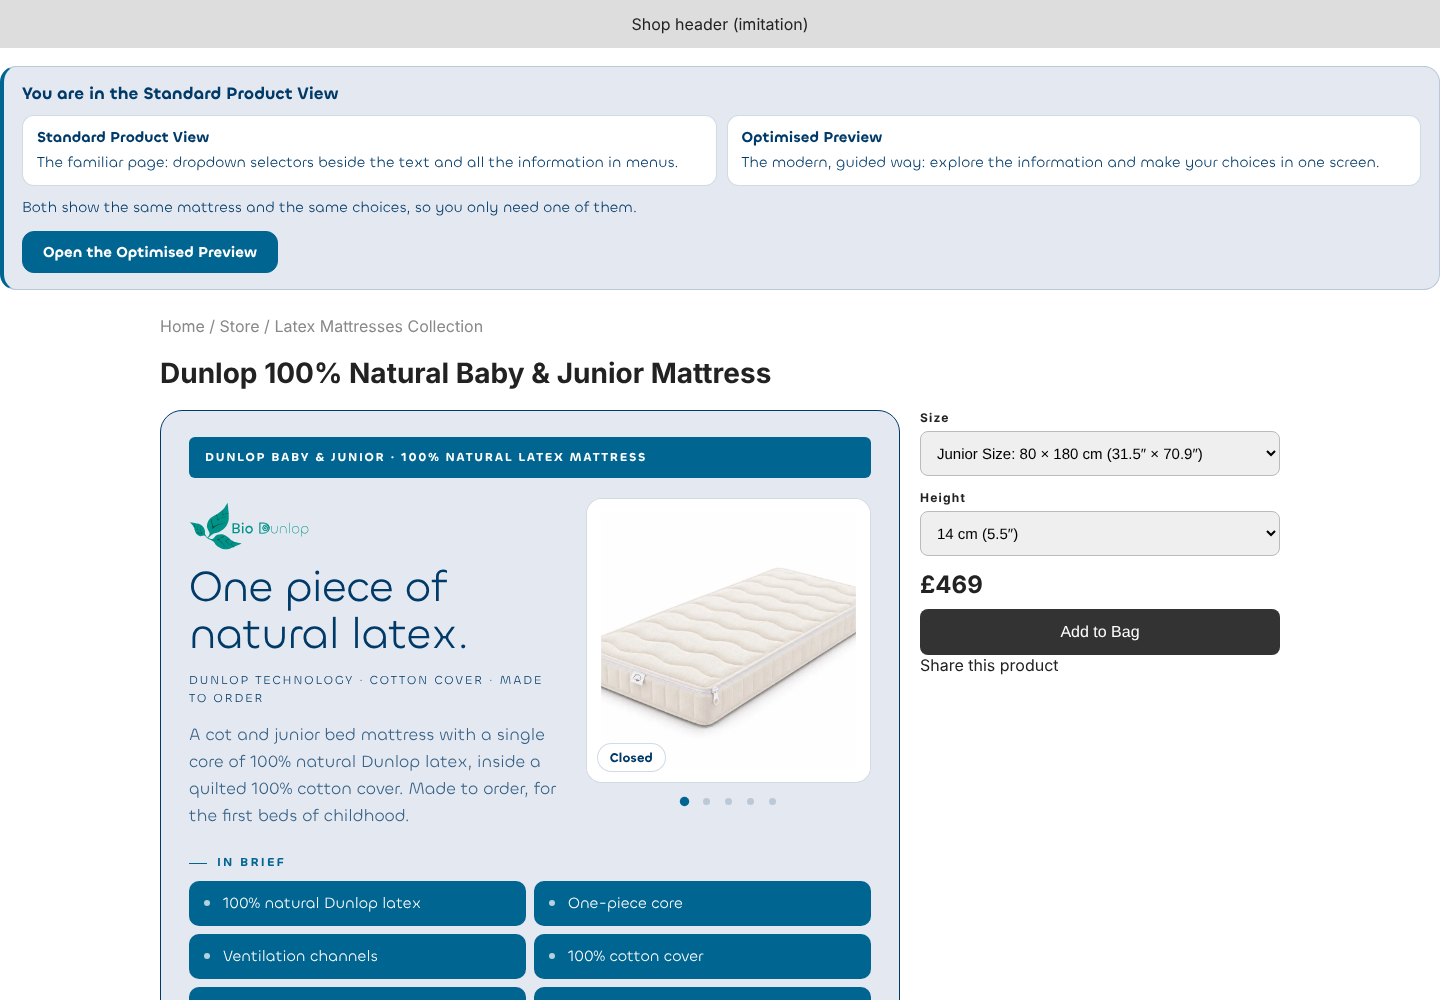 Shop header (imitation)
You are in the Standard Product View
Standard Product View
The familiar page: dropdown selectors beside the text and all the information in menus.
Optimised Preview
The modern, guided way: explore the information and make your choices in one screen.
Both show the same mattress and the same choices, so you only need one of them.
Open the Optimised Preview
Home / Store / Latex Mattresses Collection
Dunlop 100% Natural Baby & Junior Mattress
DUNLOP BABY & JUNIOR · 100% NATURAL LATEX MATTRESS
Bio Dunlop
One piece of
natural latex.
DUNLOP TECHNOLOGY · COTTON COVER · MADE
TO ORDER
A cot and junior bed mattress with a single
core of 100% natural Dunlop latex, inside a
quilted 100% cotton cover. Made to order, for
the first beds of childhood.
Closed
IN BRIEF
100% natural Dunlop latex
One-piece core
Ventilation channels
100% cotton cover
Size
Junior Size: 80 × 180 cm (31.5″ × 70.9″)
Height
14 cm (5.5″)
£469
Add to Bag
Share this product